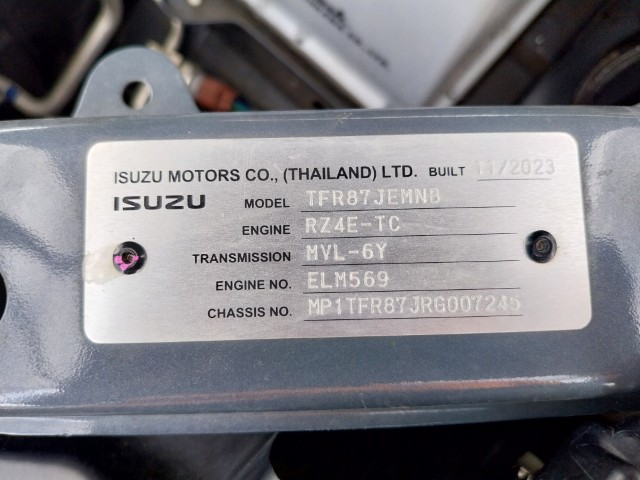 ISUZU MOTORS CO., (THAILAND) LTD. BUILT 11/2023
ISUZU MODEL TFR87JEMNB
ENGINE RZ4E-TC
TRANSMISSION MVL-6Y
ENGINE NO. ELM569
CHASSIS NO. MP1TFR87JRG007245